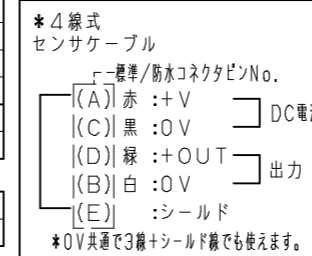 *4線式
センサケーブル
標準/防水コネクタピンNo.
(A) 赤 :+V
DC電
(C) 黒 :0V
(D) 緑 :+OUT
出力
(B) 白 :0V
(E) :シールド
*0V共通で3線+シールド線でも使えます。